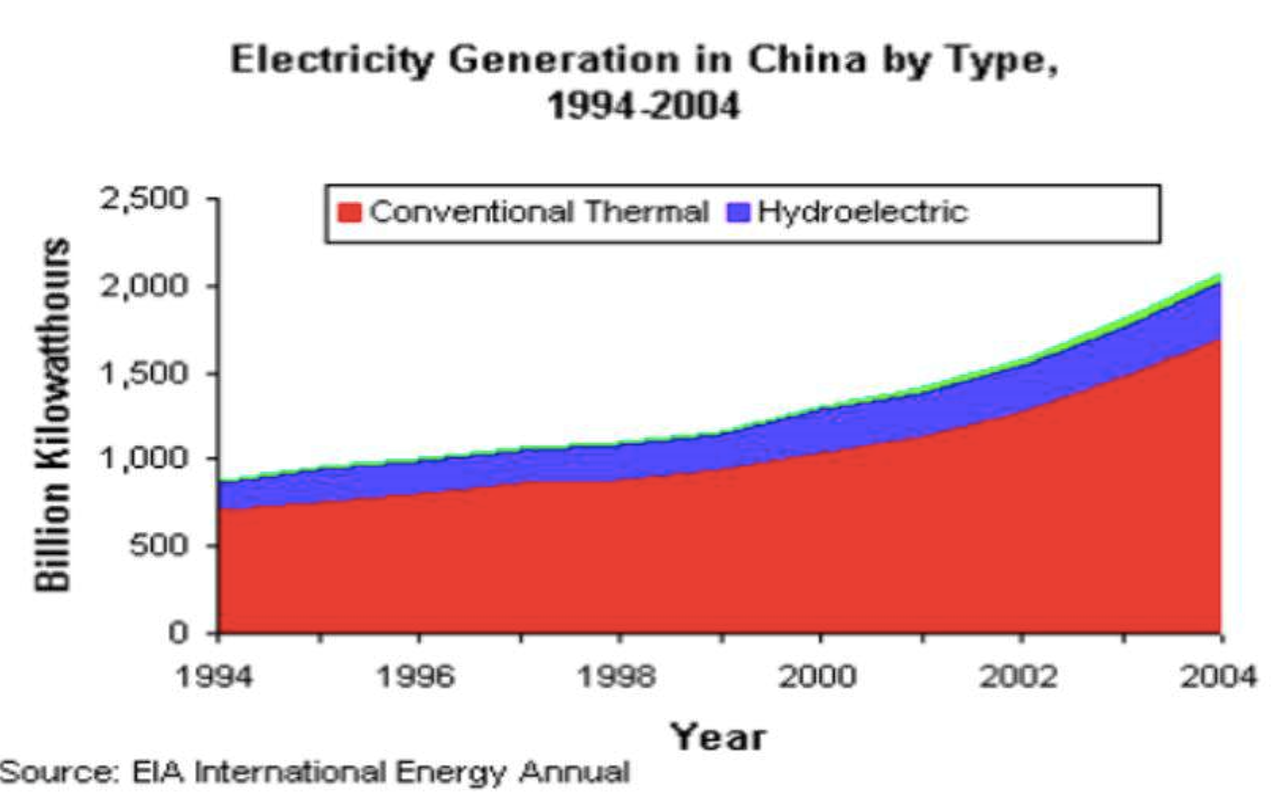 Electricity Generation in China by Type,
1994-2004
Conventional Thermal Hydroelectric
2,500
2,000
1,500
1,000
500
0
Billion Kilowatthours
1994 1996 1998 2000 2002 2004
Year
Source: EIA International Energy Annual